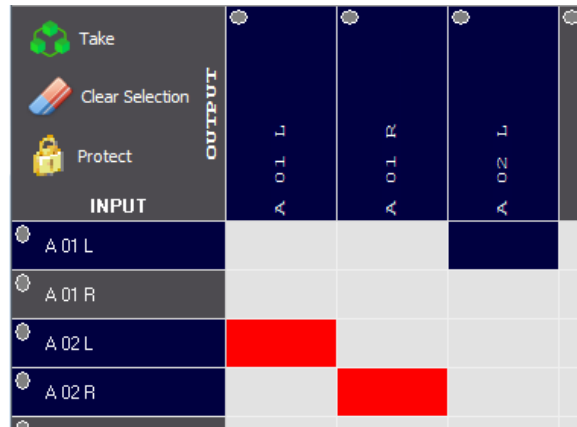 Take
Clear Selection
Protect
OUTPUT
INPUT
A 01 L
A 01 R
A 02 L
A 01 L
A 01 R
A 02 L
A 02 R